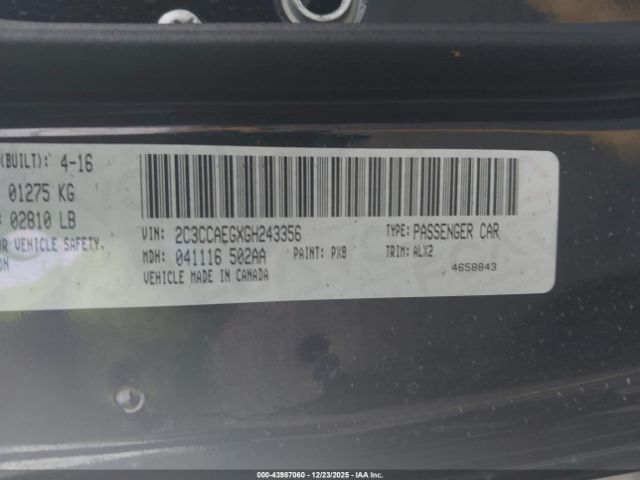 (BUILT): 4-16
01275 KG
02810 LB
OR VEHICLE SAFETY.
ON
VIN: 2C3CCAEGXGH243356
TYPE: PASSENGER CAR
MDH: 041116 502AA
PAINT: PX8
TRIM: ALX2
VEHICLE MADE IN CANADA
4658843
000-43987060 • 12/23/2025 • IAA Inc.